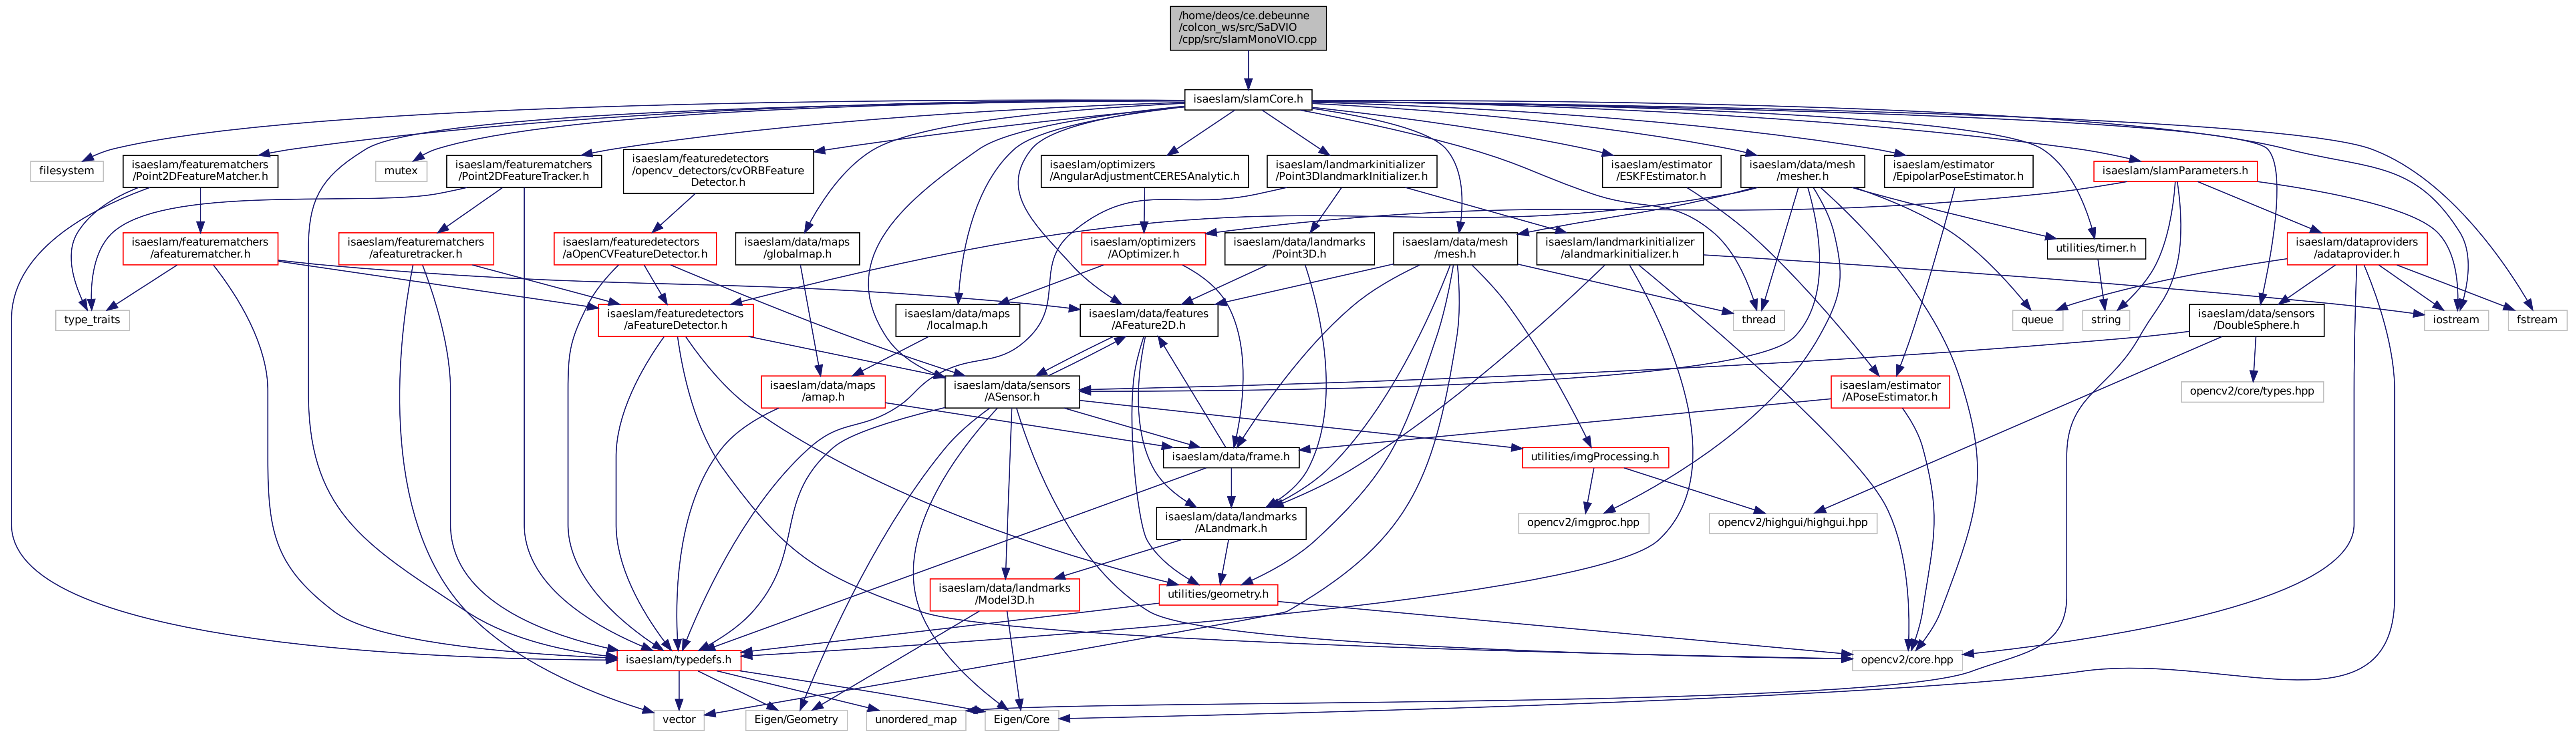 /home/deos/ce.debeunne
/colcon_ws/src/SaDVIO
/cpp/src/slamMonoVIO.cpp
isaeslam/slamCore.h
filesystem
isaeslam/featurematchers
/Point2DFeatureMatcher.h
mutex
isaeslam/featurematchers
/Point2DFeatureTracker.h
isaeslam/featuredetectors
/opencv_detectors/cvORBFeature
Detector.h
isaeslam/optimizers
/AngularAdjustmentCERESAnalytic.h
isaeslam/landmarkinitializer
/Point3DlandmarkInitializer.h
isaeslam/estimator
/ESKFEstimator.h
isaeslam/data/mesh
/mesher.h
isaeslam/estimator
/EpipolarPoseEstimator.h
isaeslam/slamParameters.h
isaeslam/featurematchers
/afeaturematcher.h
isaeslam/featurematchers
/afeaturetracker.h
isaeslam/featuredetectors
/aOpenCVFeatureDetector.h
isaeslam/data/maps
/globalmap.h
isaeslam/optimizers
/AOptimizer.h
isaeslam/data/landmarks
/Point3D.h
isaeslam/data/mesh
/mesh.h
isaeslam/landmarkinitializer
/alandmarkinitializer.h
utilities/timer.h
isaeslam/dataproviders
/adataprovider.h
type_traits
isaeslam/featuredetectors
/aFeatureDetector.h
isaeslam/data/maps
/localmap.h
isaeslam/data/features
/AFeature2D.h
thread
queue
string
isaeslam/data/sensors
/DoubleSphere.h
iostream
fstream
isaeslam/data/maps
/amap.h
isaeslam/data/sensors
/ASensor.h
isaeslam/estimator
/APoseEstimator.h
opencv2/core/types.hpp
isaeslam/data/frame.h
utilities/imgProcessing.h
isaeslam/data/landmarks
/ALandmark.h
opencv2/imgproc.hpp
opencv2/highgui/highgui.hpp
isaeslam/data/landmarks
/Model3D.h
utilities/geometry.h
isaeslam/typedefs.h
opencv2/core.hpp
vector
Eigen/Geometry
unordered_map
Eigen/Core